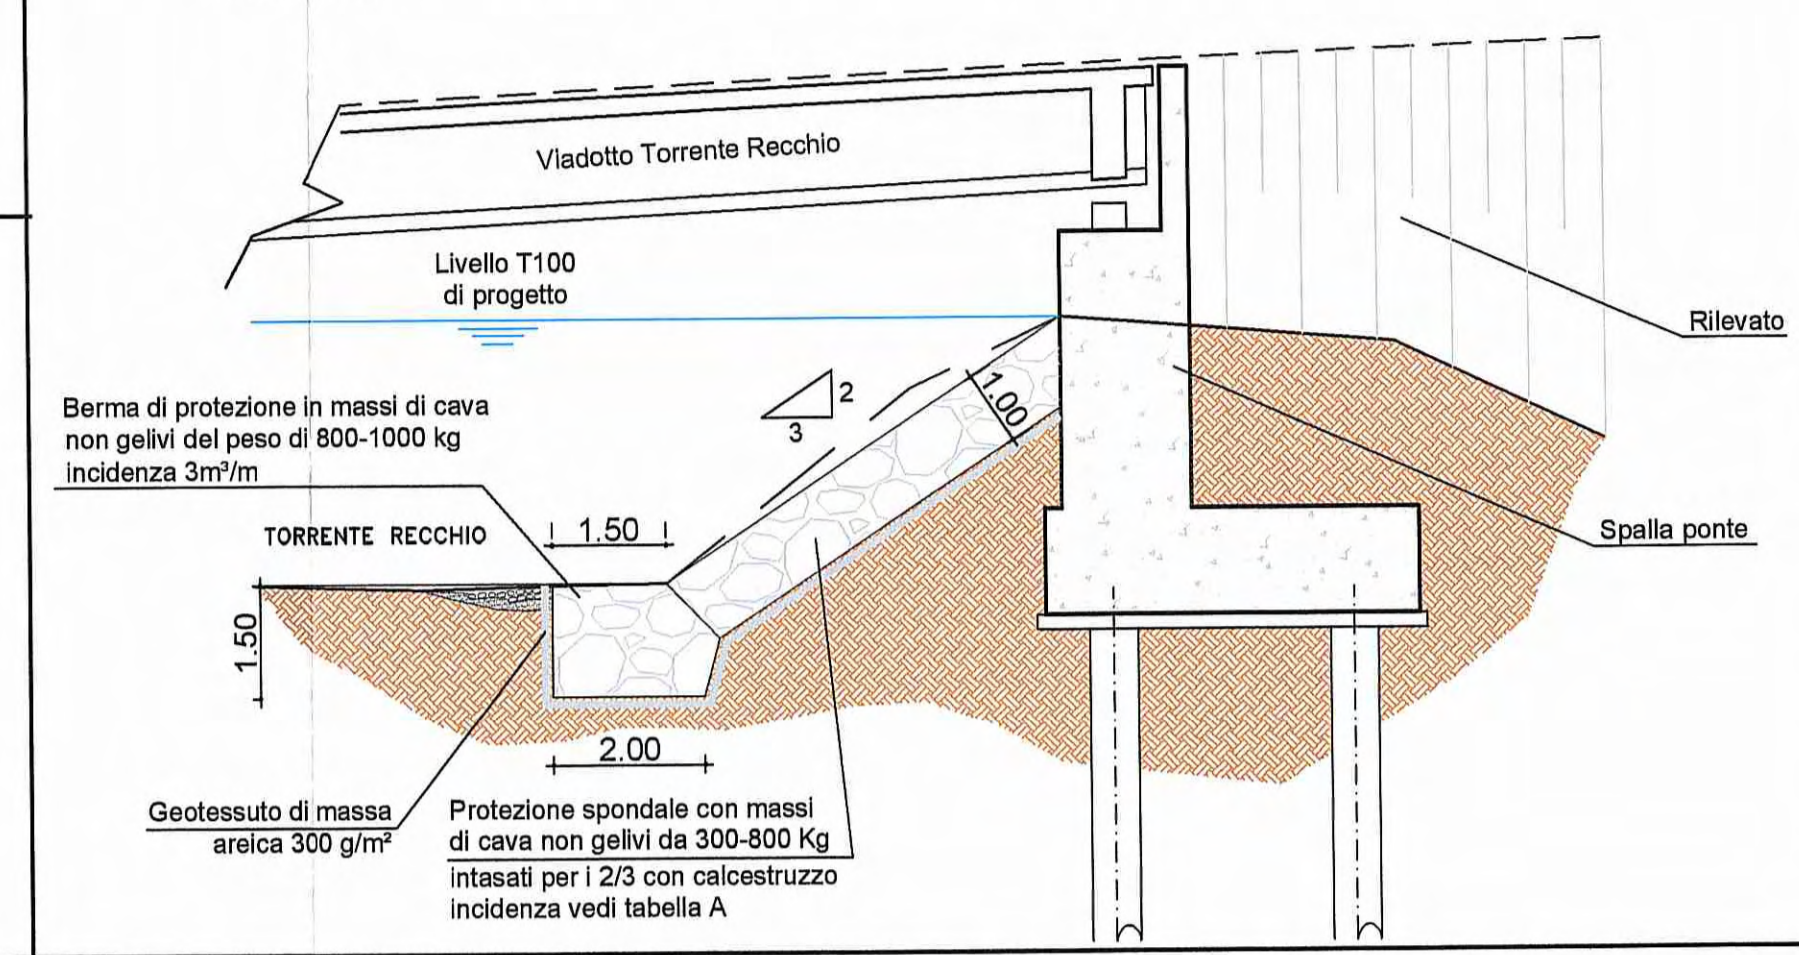 Viadotto Torrente Recchio
Livello T100
di progetto
Rilevato
2
3
1.00
Berma di protezione in massi di cava
non gelivi del peso di 800-1000 kg
incidenza 3m³/m
TORRENTE RECCHIO
1.50
Spalla ponte
1.50
2.00
Geotessuto di massa
areica 300 g/m²
Protezione spondale con massi
di cava non gelivi da 300-800 Kg
intasati per i 2/3 con calcestruzzo
incidenza vedi tabella A